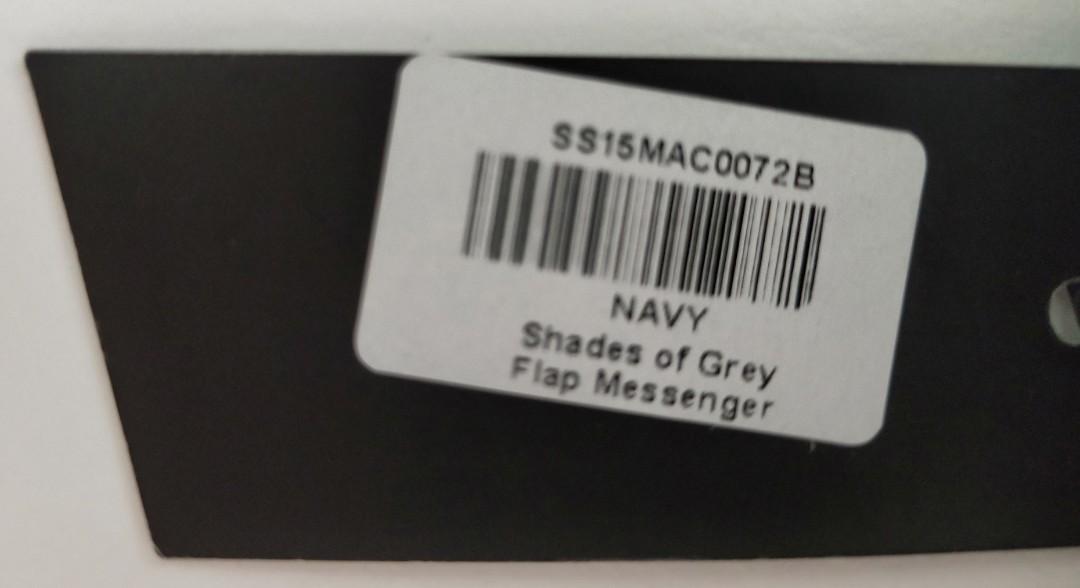 SS15MAC0072B
NAVY
Shades of Grey
Flap Messenger